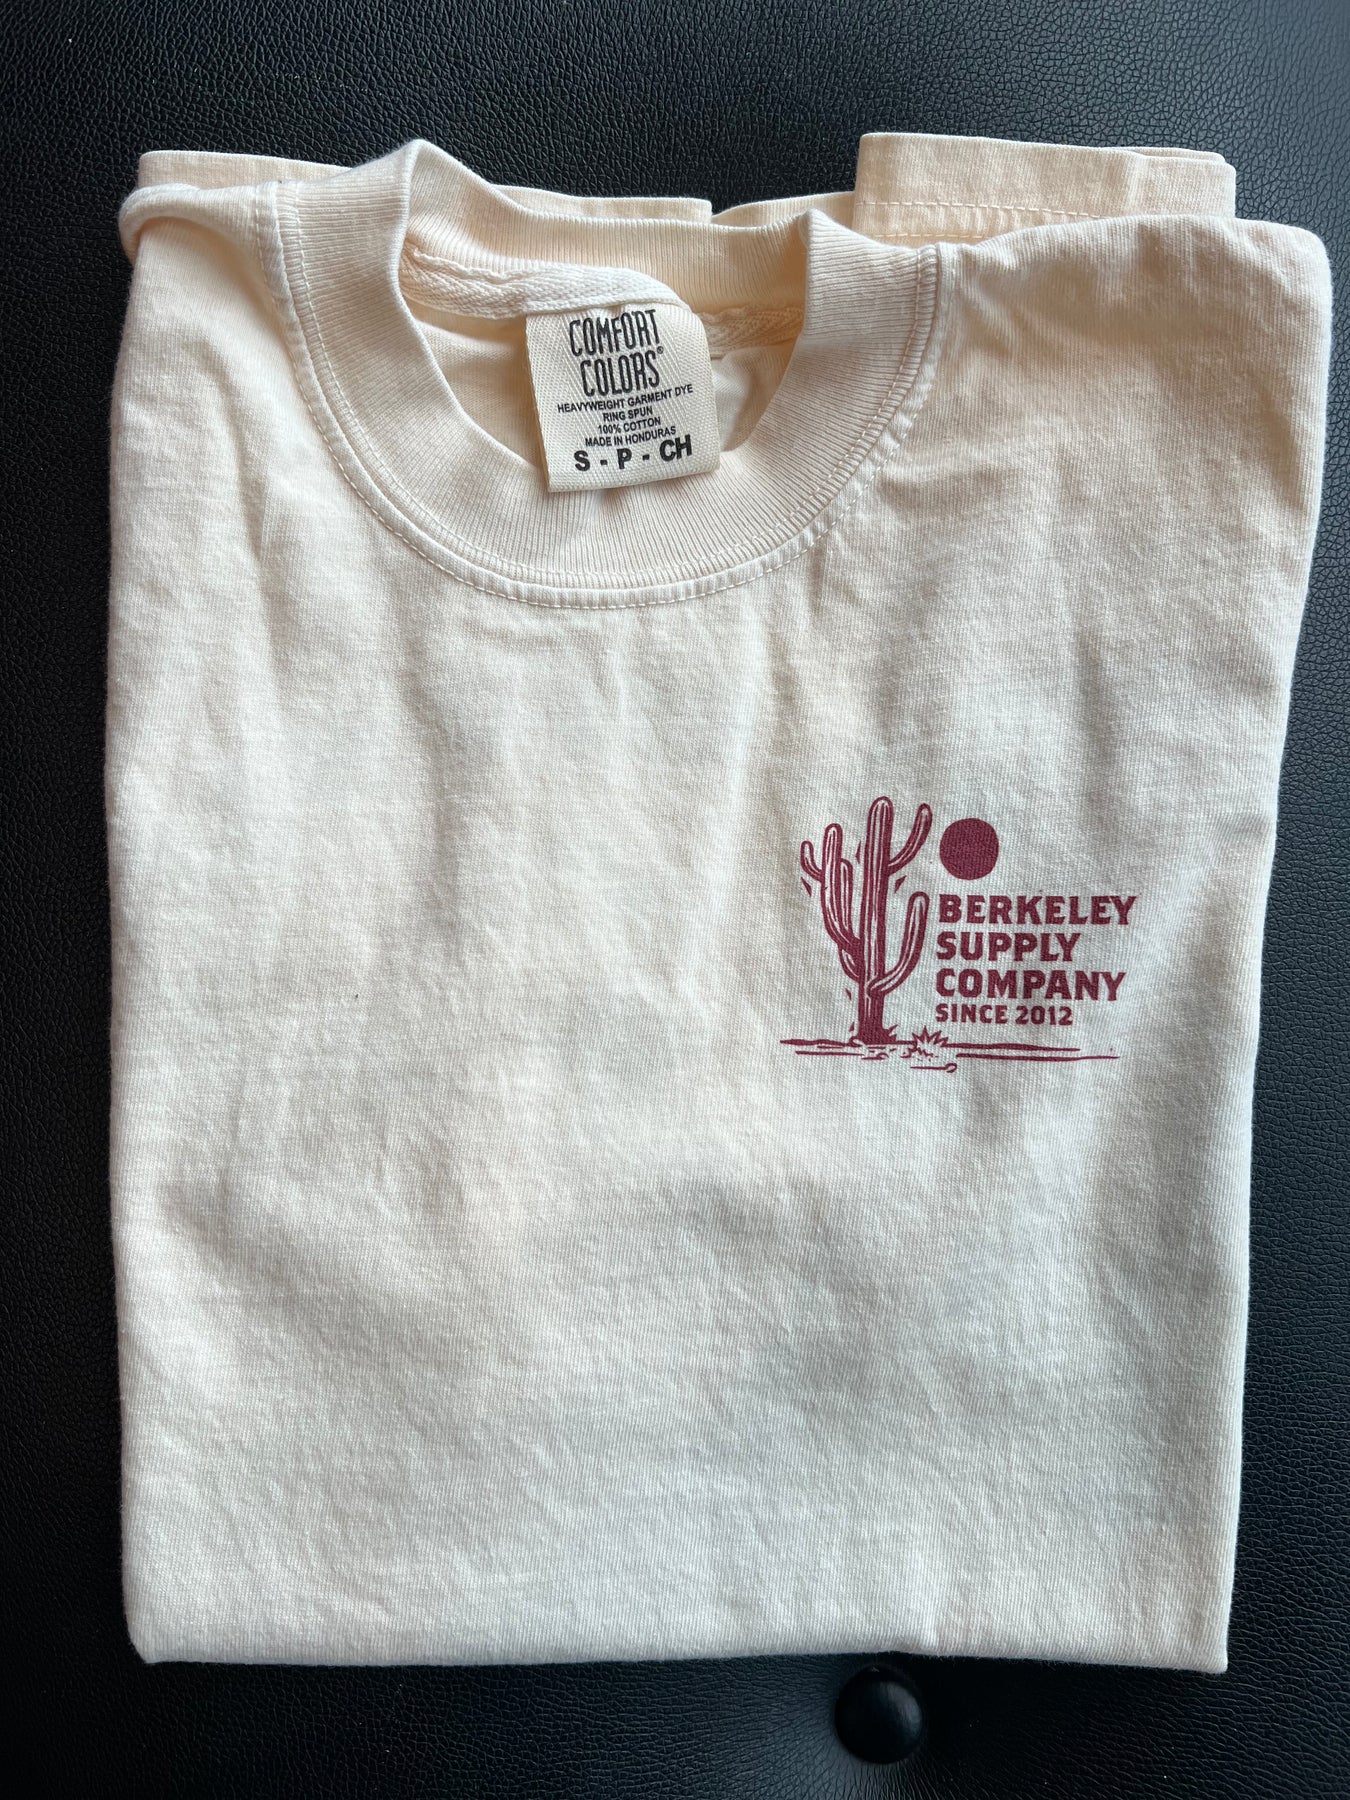 COMFORT
COLORS®
HEAVYWEIGHT GARMENT DYE
RING SPUN
100% COTTON
MADE IN HONDURAS
S - P - CH
BERKELEY
SUPPLY
COMPANY
SINCE 2012